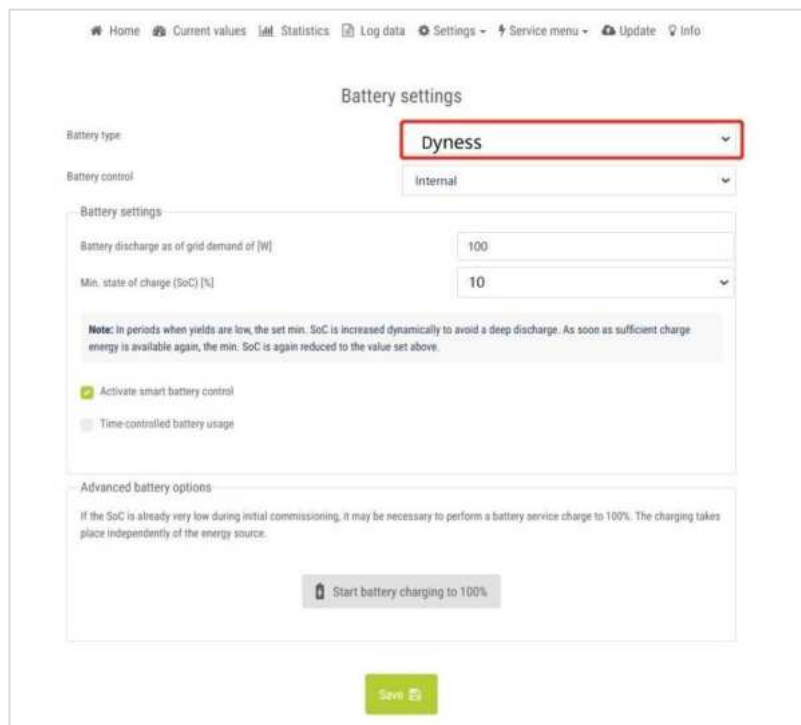 Home Current values Statistics Log data Settings Service menu Update Info
Battery settings
Battery type Dyness
Battery control Internal
Battery settings
Battery discharge as of grid demand of [W] 100
Min. state of charge (SoC) [%] 10
Note: In periods when yields are low, the set min. SoC is increased dynamically to avoid a deep discharge. As soon as sufficient charge
energy is available again, the min. SoC is again reduced to the value set above.
Activate smart battery control
Time-controlled battery usage
Advanced battery options
If the SoC is already very low during initial commissioning, it may be necessary to perform a battery service charge to 100%. The charging takes
place independently of the energy source.
Start battery charging to 100%
Save